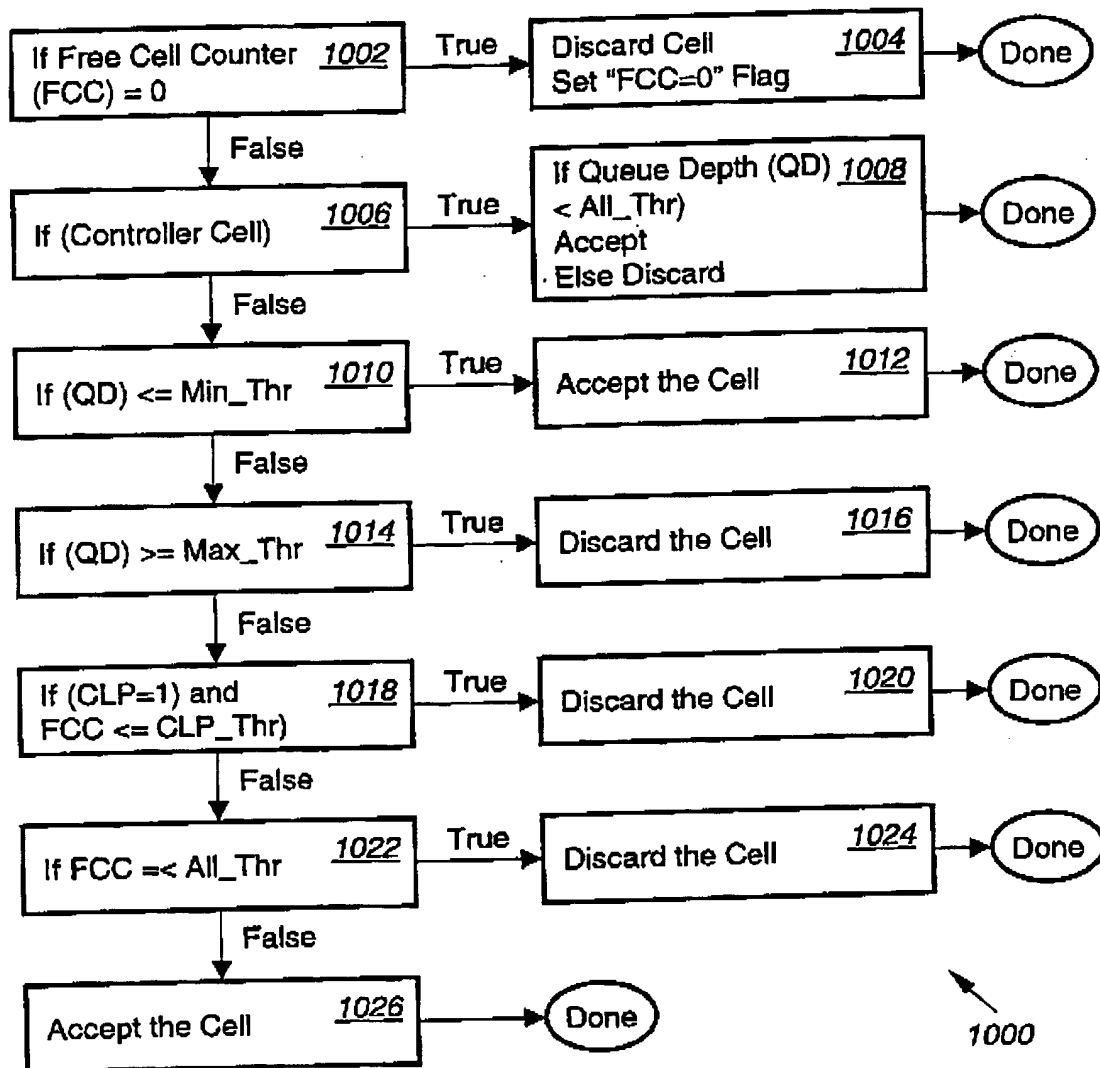 If Free Cell Counter 1002
(FCC) = 0
True
Discard Cell 1004
Set "FCC=0" Flag
Done
False
If (Controller Cell) 1006
True
If Queue Depth (QD) 1008
< All_Thr)
Accept
Else Discard
Done
False
If (QD) <= Min_Thr 1010
True
Accept the Cell 1012
Done
False
If (QD) >= Max_Thr 1014
True
Discard the Cell 1016
Done
False
If (CLP=1) and 1018
FCC <= CLP_Thr)
True
Discard the Cell 1020
Done
False
If FCC =< All_Thr 1022
True
Discard the Cell 1024
Done
False
Accept the Cell 1026
Done
1000